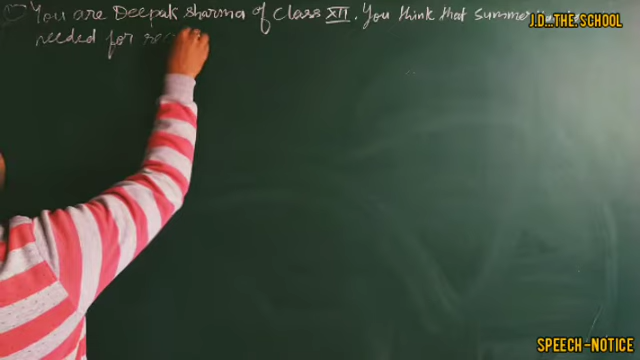 You are Deepak Sharma of Class XII. You think that summer
needed for
J.D...THE. SCHOOL
SPEECH -NOTICE